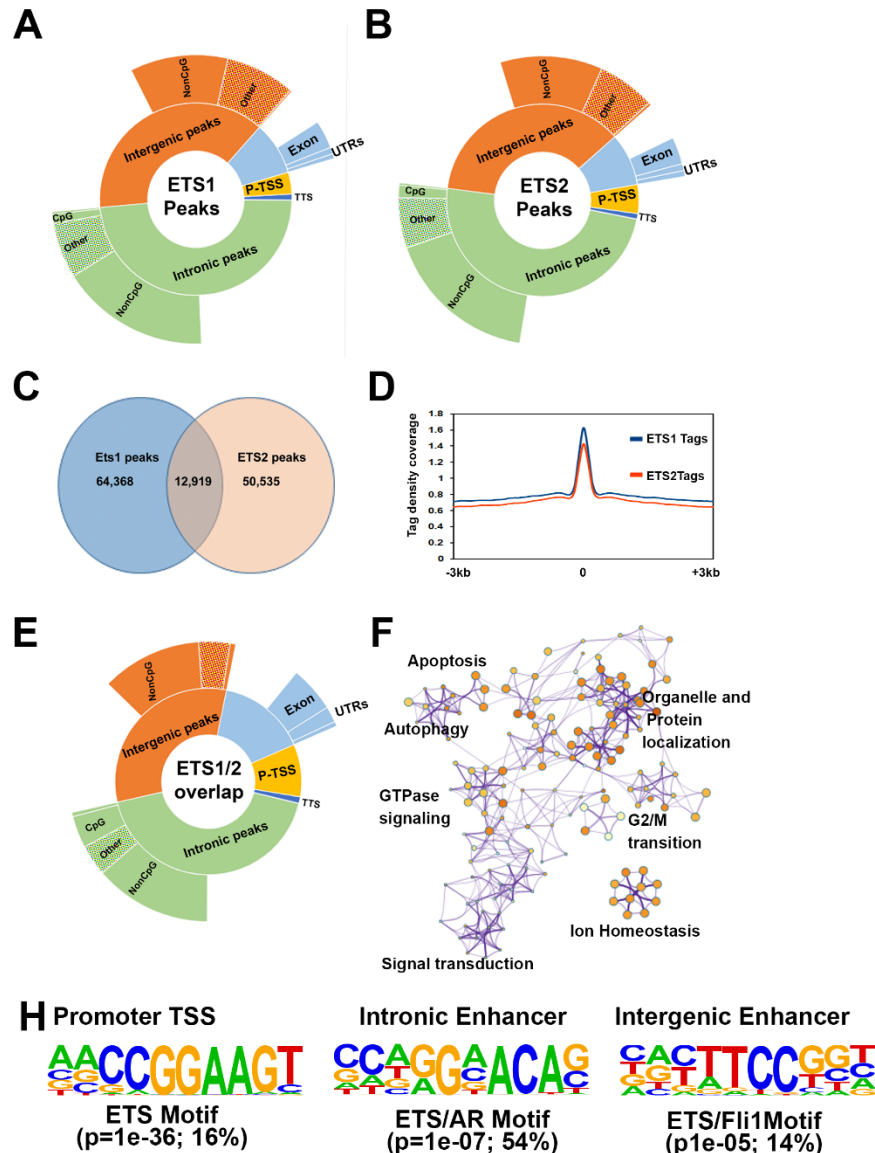 A
NonCpG
Other
Intergenic peaks
Exon
UTRs
P-TSS
TTS
ETS1
Peaks
CpG
Other
NonCpG
Intronic peaks
B
NonCpG
Other
Intergenic peaks
Exon
UTRs
P-TSS
TTS
ETS2
Peaks
CpG
Other
NonCpG
Intronic peaks
C
Ets1 peaks
64,368
12,919
ETS2 peaks
50,535
D
Tag density coverage
1.8
1.6
1.4
1.2
1
0.8
0.6
0.4
0.2
0
-3kb
0
+3kb
ETS1 Tags
ETS2Tags
E
NonCpG
Intergenic peaks
Exon
UTRs
P-TSS
TTS
ETS1/2
overlap
CpG
Other
NonCpG
Intronic peaks
F
Apoptosis
Autophagy
Organelle and
Protein
localization
GTPase
signaling
G2/M
transition
Ion Homeostasis
Signal transduction
H
Promoter TSS
CCGGAAGT
ETS Motif
(p=1e-36; 16%)
Intronic Enhancer
ETS/AR Motif
(p=1e-07; 54%)
Intergenic Enhancer
ETS/Fli1Motif
(p1e-05; 14%)